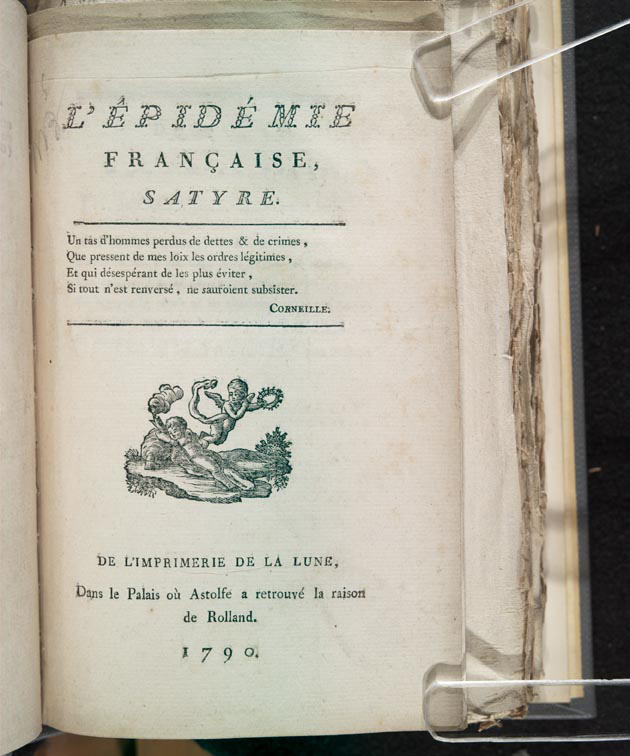 L'ÊPIDÉMIE
FRANÇAISE,
SATYRE.
Un tas d'hommes perdus de dettes & de crimes,
Que pressent de mes loix les ordres légitimes,
Et qui désespérant de les plus éviter,
Si tout n'est renversé, ne sauroient subsister.
CORNEILLE.
DE L'IMPRIMERIE DE LA LUNE,
Dans le Palais où Astolfe a retrouvé la raison
de Rolland.
1790.